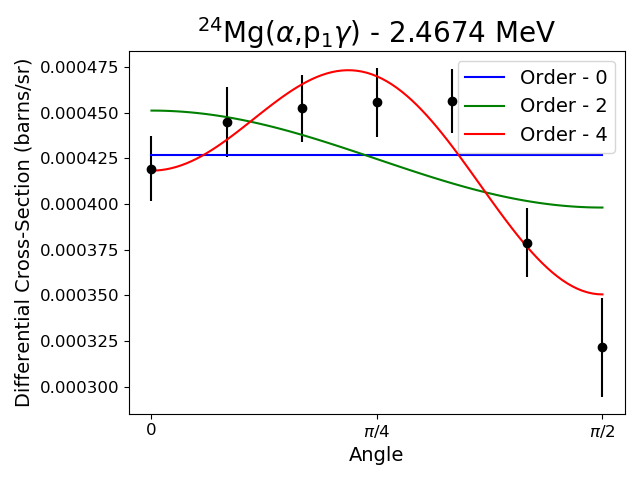 ²⁴Mg(α,p₁γ) - 2.4674 MeV
Differential Cross-Section (barns/sr)
0.000475
0.000450
0.000425
0.000400
0.000375
0.000350
0.000325
0.000300
Order - 0
Order - 2
Order - 4
0
π/4
π/2
Angle